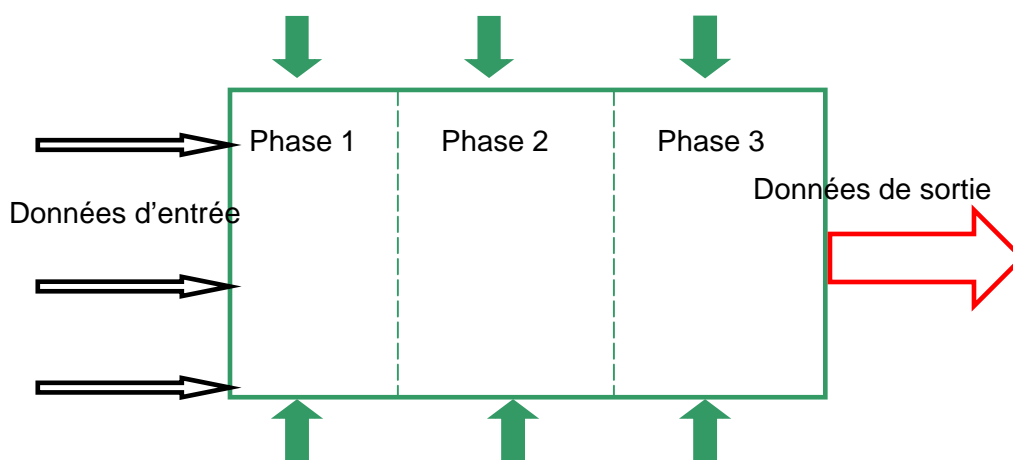 Phase 1
Phase 2
Phase 3
Données de sortie
Données d’entrée